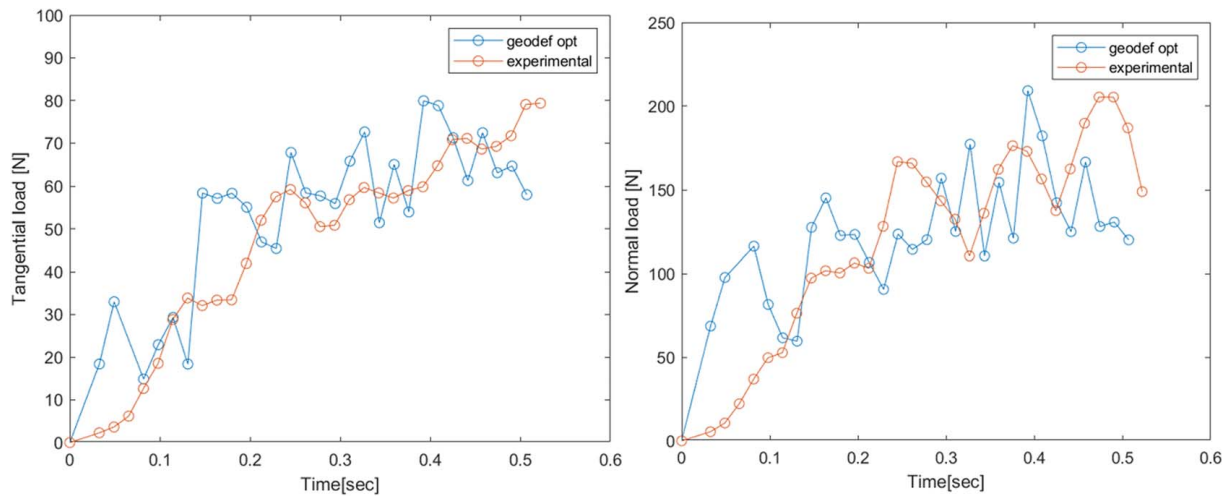 100
90
80
70
60
50
40
30
20
10
0
Tangential load [N]
geodef opt
experimental
0 0.1 0.2 0.3 0.4 0.5 0.6
Time[sec]
250
200
150
100
50
0
Normal load [N]
geodef opt
experimental
0 0.1 0.2 0.3 0.4 0.5 0.6
Time[sec]